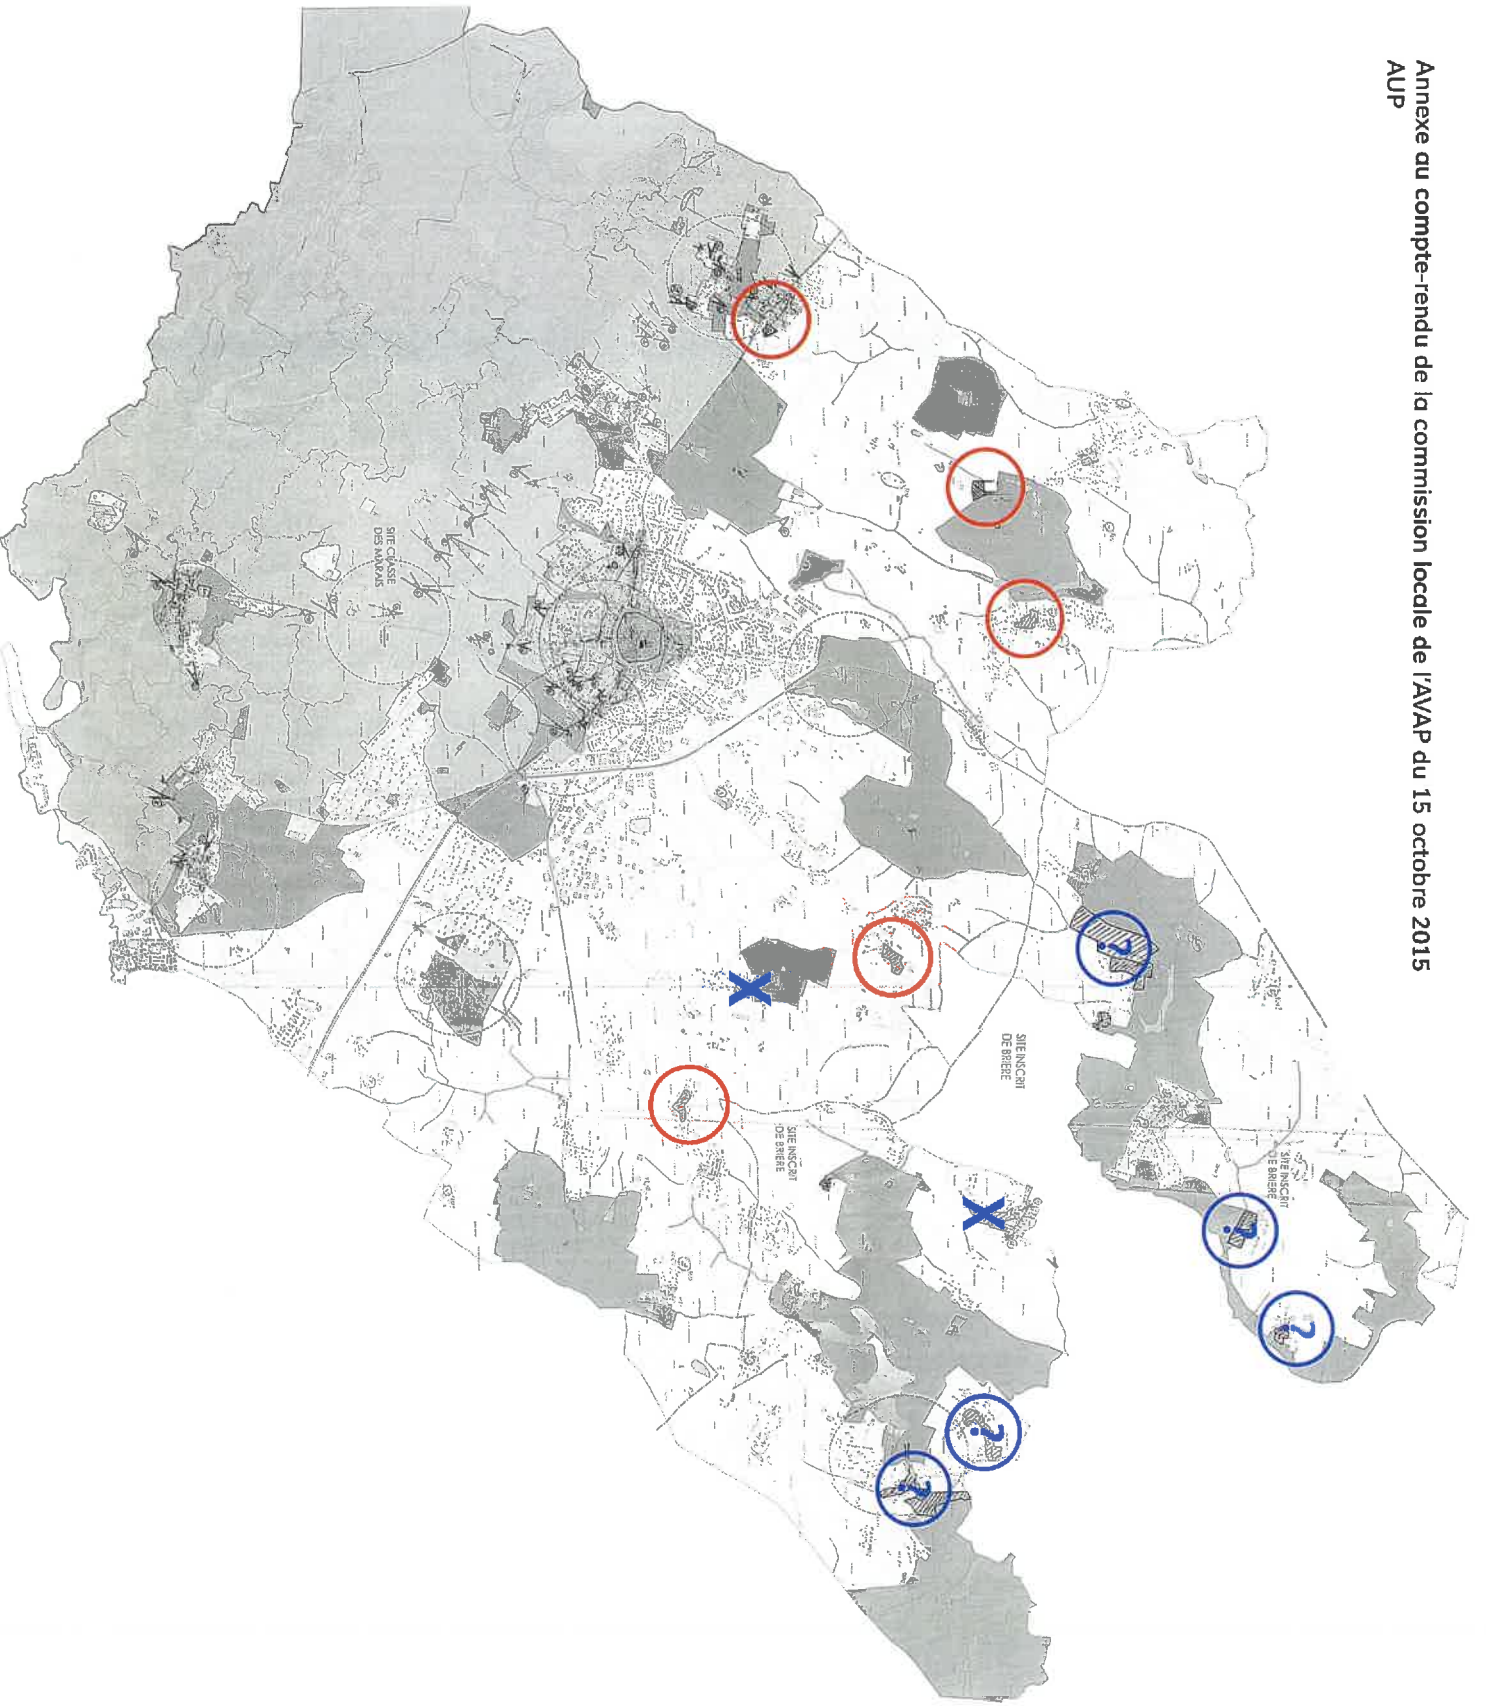 Annexe au compte-rendu de la commission locale de l'AVAP du 15 octobre 2015
AUP
SITE INSCRIT
DE BRIERE
?
?
SITE INSCRIT
DE BRIERE
?
X
SITE INSCRIT
DE BRIERE
?
?
X
SITE CLASSE
DES MARAIS